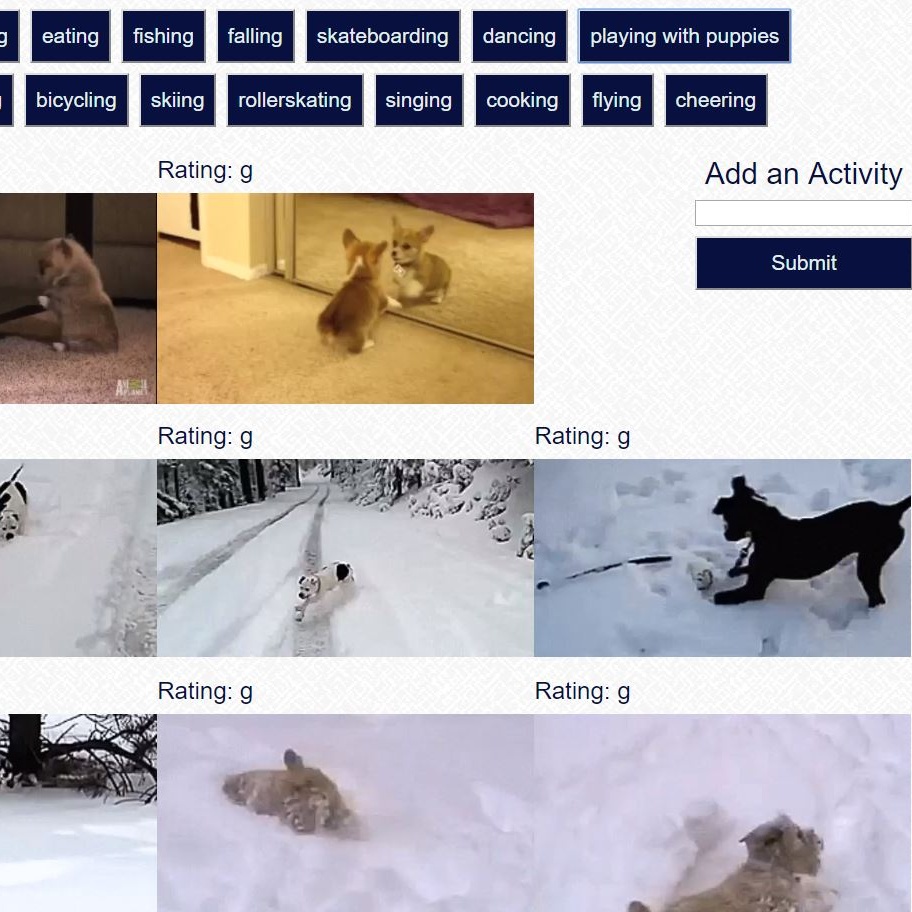 g eating fishing falling skateboarding dancing playing with puppies
bicycling skiing rollerskating singing cooking flying cheering
Rating: g
Add an Activity
Submit
Rating: g
Rating: g
Rating: g
Rating: g